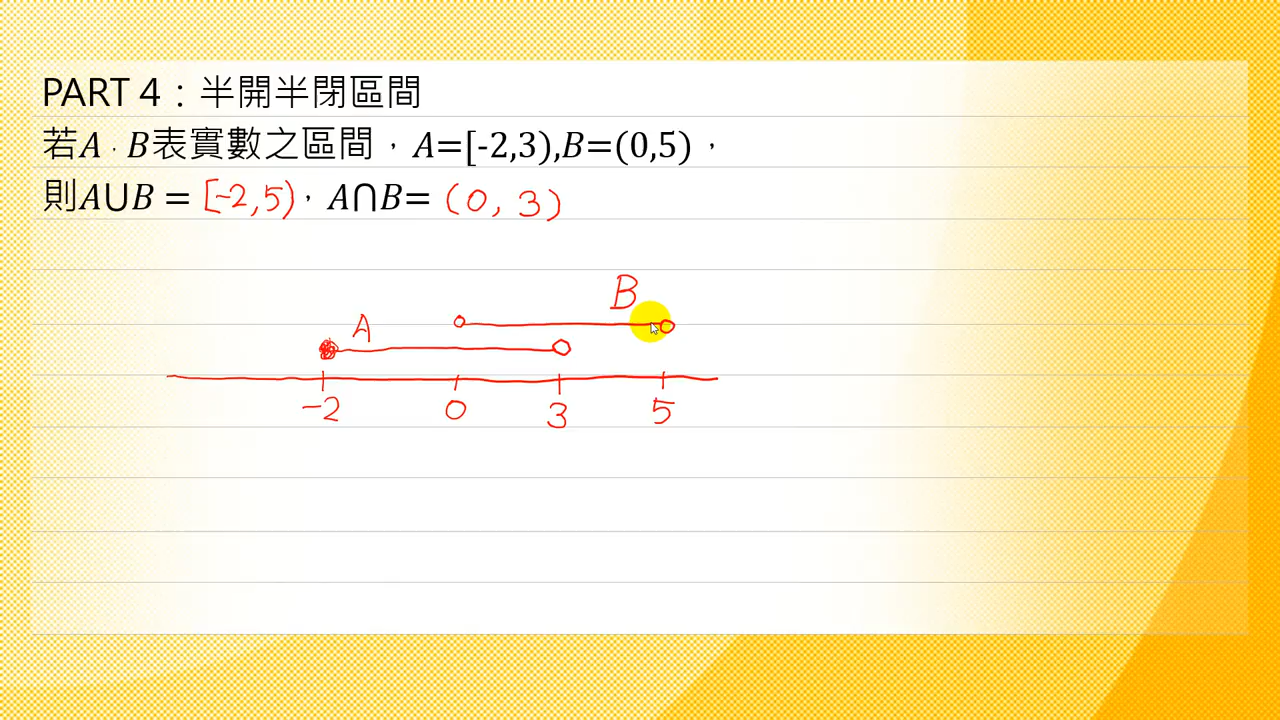 PART 4：半開半閉區間
若A、B表實數之區間，A=[-2,3),B=(0,5)，
則A∪B = [-2,5)，A∩B= (0, 3)
B
A
-2 0 3 5